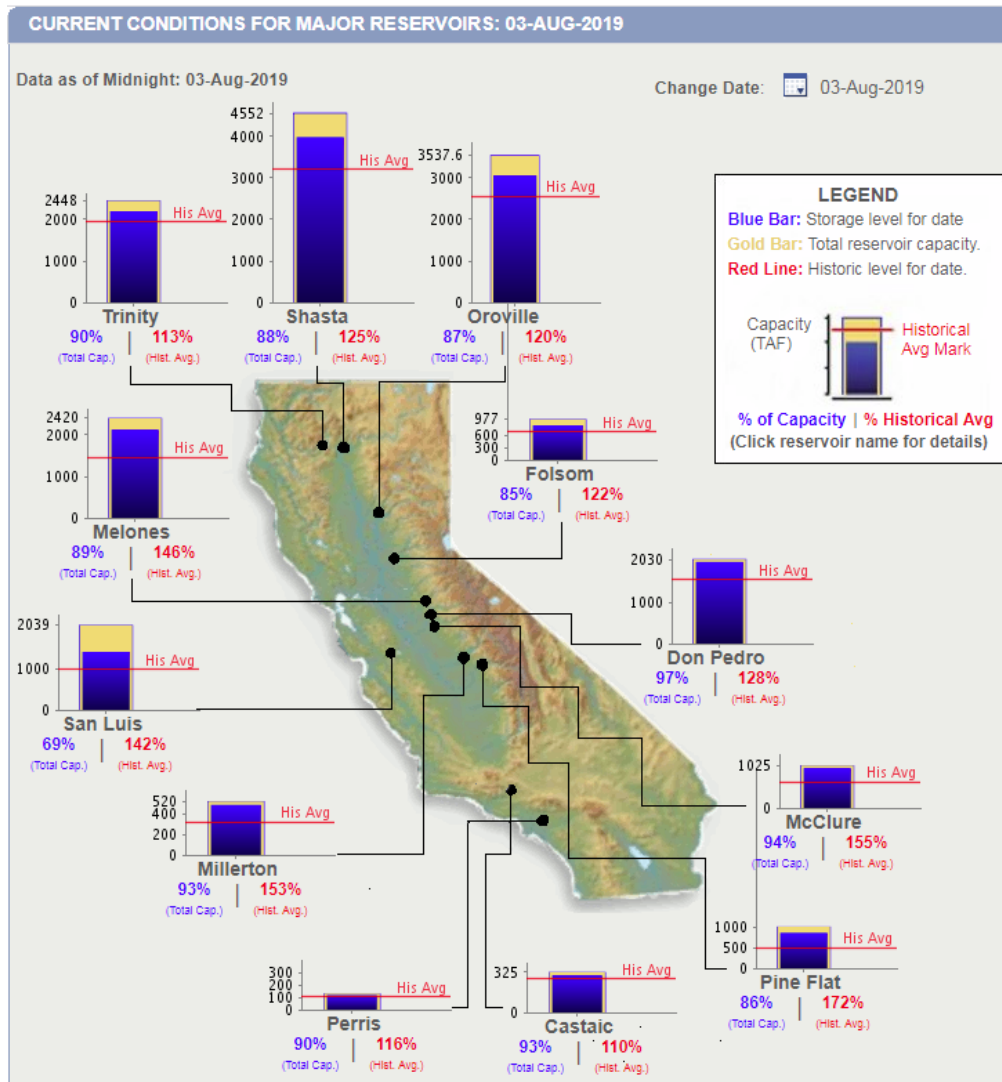 CURRENT CONDITIONS FOR MAJOR RESERVOIRS: 03-AUG-2019
Data as of Midnight: 03-Aug-2019
Change Date: 03-Aug-2019
2448
2000
1000
0
His Avg
Trinity
90% | 113%
(Total Cap.) (Hist. Avg.)
4552
4000
3000
2000
1000
0
His Avg
Shasta
88% | 125%
(Total Cap.) (Hist. Avg.)
3537.6
3000
2000
1000
0
His Avg
Oroville
87% | 120%
(Total Cap.) (Hist. Avg.)
LEGEND
Blue Bar: Storage level for date
Gold Bar: Total reservoir capacity.
Red Line: Historic level for date.
Capacity
(TAF)
Historical
Avg Mark
% of Capacity | % Historical Avg
(Click reservoir name for details)
2420
2000
1000
0
His Avg
Melones
89% | 146%
(Total Cap.) (Hist. Avg.)
977
600
300
0
His Avg
Folsom
85% | 122%
(Total Cap.) (Hist. Avg.)
2030
1000
0
His Avg
Don Pedro
97% | 128%
(Total Cap.) (Hist. Avg.)
2039
1000
0
His Avg
San Luis
69% | 142%
(Total Cap.) (Hist. Avg.)
1025
0
His Avg
McClure
94% | 155%
(Total Cap.) (Hist. Avg.)
520
400
200
0
His Avg
Millerton
93% | 153%
(Total Cap.) (Hist. Avg.)
1000
500
0
His Avg
Pine Flat
86% | 172%
(Total Cap.) (Hist. Avg.)
300
200
100
0
His Avg
Perris
90% | 116%
(Total Cap.) (Hist. Avg.)
325
0
His Avg
Castaic
93% | 110%
(Total Cap.) (Hist. Avg.)